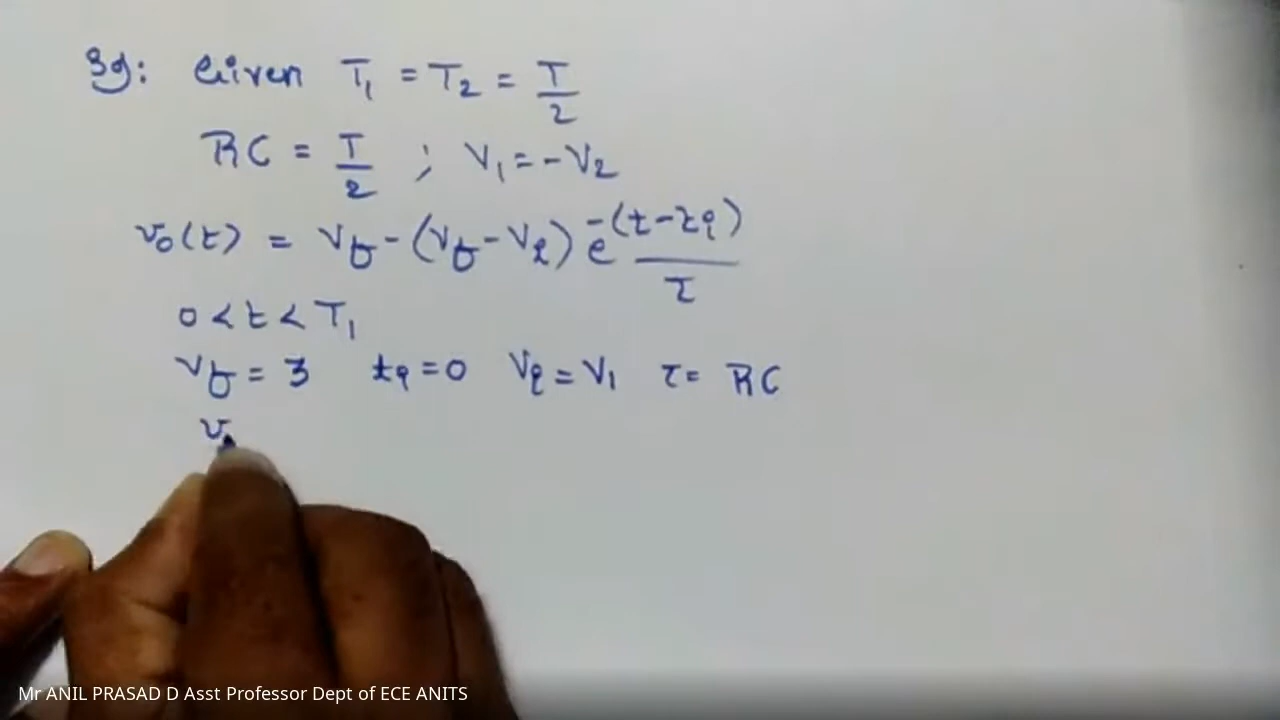 Sol: Given T₁ = T₂ = T/2
RC = T/2 ; V₁ = -V₂
v₀(t) = V_f - (V_f - V_i) e^{-(t-t_i)/τ}
0 < t < T₁
V_f = 3 t_i = 0 V_i = V₁ τ = RC
v
Mr ANIL PRASAD D Asst Professor Dept of ECE ANITS